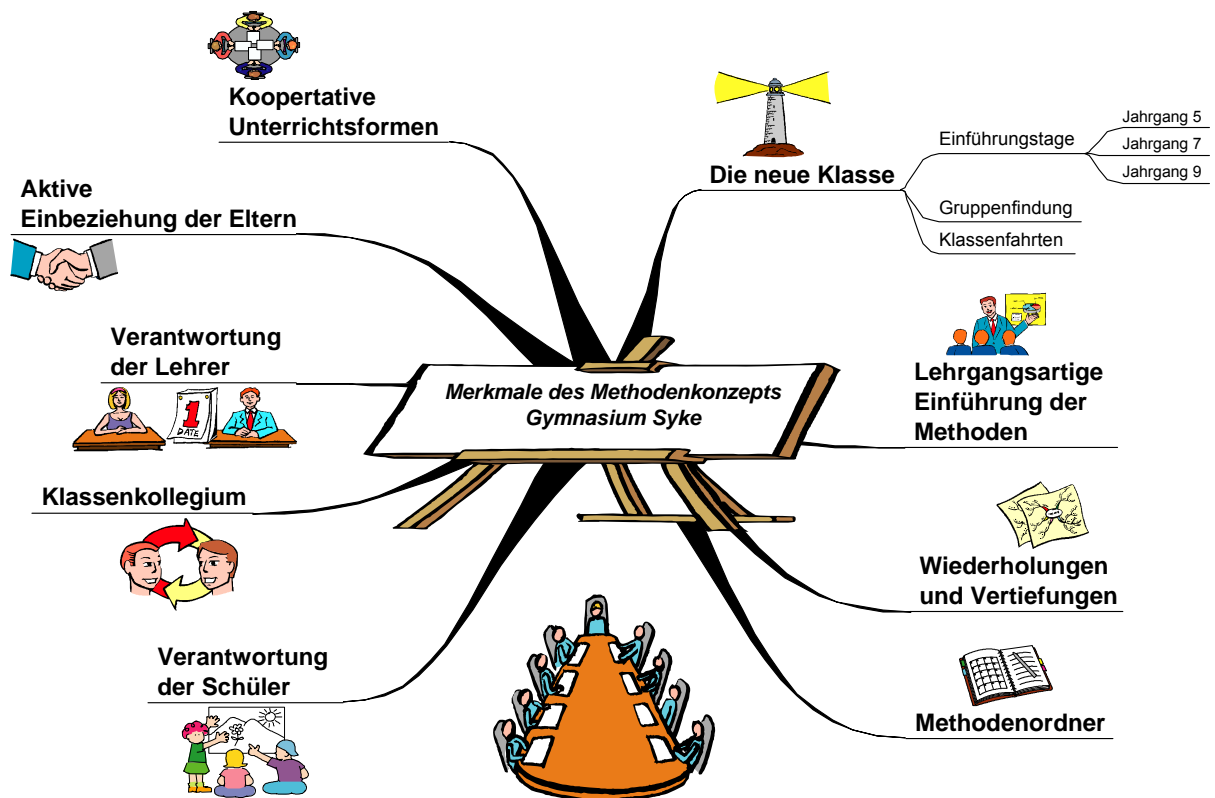 Merkmale des Methodenkonzepts
Gymnasium Syke
Die neue Klasse
Einführungstage
Jahrgang 5
Jahrgang 7
Jahrgang 9
Gruppenfindung
Klassenfahrten
Lehrgangsartige
Einführung der
Methoden
Wiederholungen
und Vertiefungen
Methodenordner
Verantwortung
der Schüler
Klassenkollegium
Verantwortung
der Lehrer
1
DATE
Aktive
Einbeziehung der Eltern
Koopertative
Unterrichtsformen